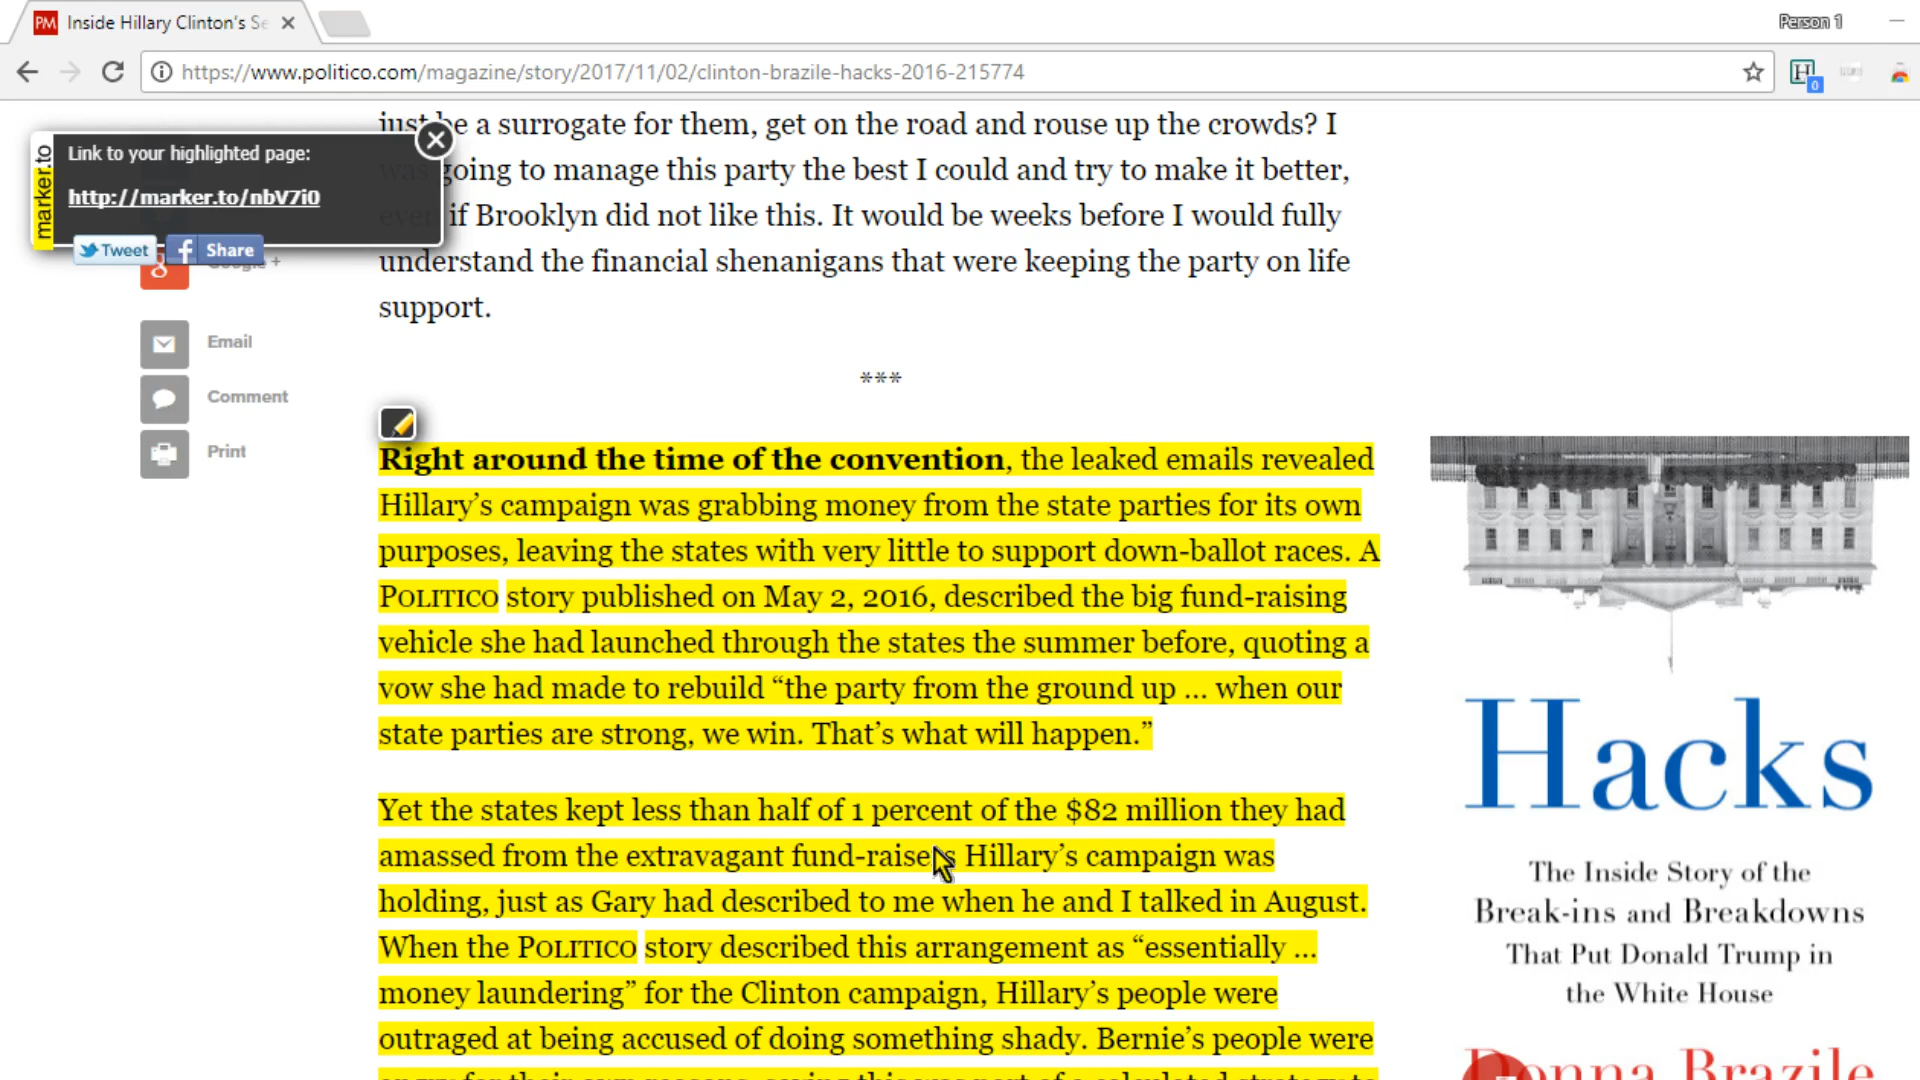 PM Inside Hillary Clinton's Se
Person 1
https://www.politico.com/magazine/story/2017/11/02/clinton-brazile-hacks-2016-215774
H 0
marker.to
Link to your highlighted page:
http://marker.to/nbV7i0
Tweet
f Share
g Google +
Email
Comment
Print
just be a surrogate for them, get on the road and rouse up the crowds? I
was going to manage this party the best I could and try to make it better,
even if Brooklyn did not like this. It would be weeks before I would fully
understand the financial shenanigans that were keeping the party on life
support.
***
Right around the time of the convention, the leaked emails revealed
Hillary’s campaign was grabbing money from the state parties for its own
purposes, leaving the states with very little to support down-ballot races. A
POLITICO story published on May 2, 2016, described the big fund-raising
vehicle she had launched through the states the summer before, quoting a
vow she had made to rebuild “the party from the ground up … when our
state parties are strong, we win. That’s what will happen.”
Yet the states kept less than half of 1 percent of the $82 million they had
amassed from the extravagant fund-raisers Hillary’s campaign was
holding, just as Gary had described to me when he and I talked in August.
When the POLITICO story described this arrangement as “essentially …
money laundering” for the Clinton campaign, Hillary’s people were
outraged at being accused of doing something shady. Bernie’s people were
Hacks
The Inside Story of the
Break-ins and Breakdowns
That Put Donald Trump in
the White House
Donna Brazile